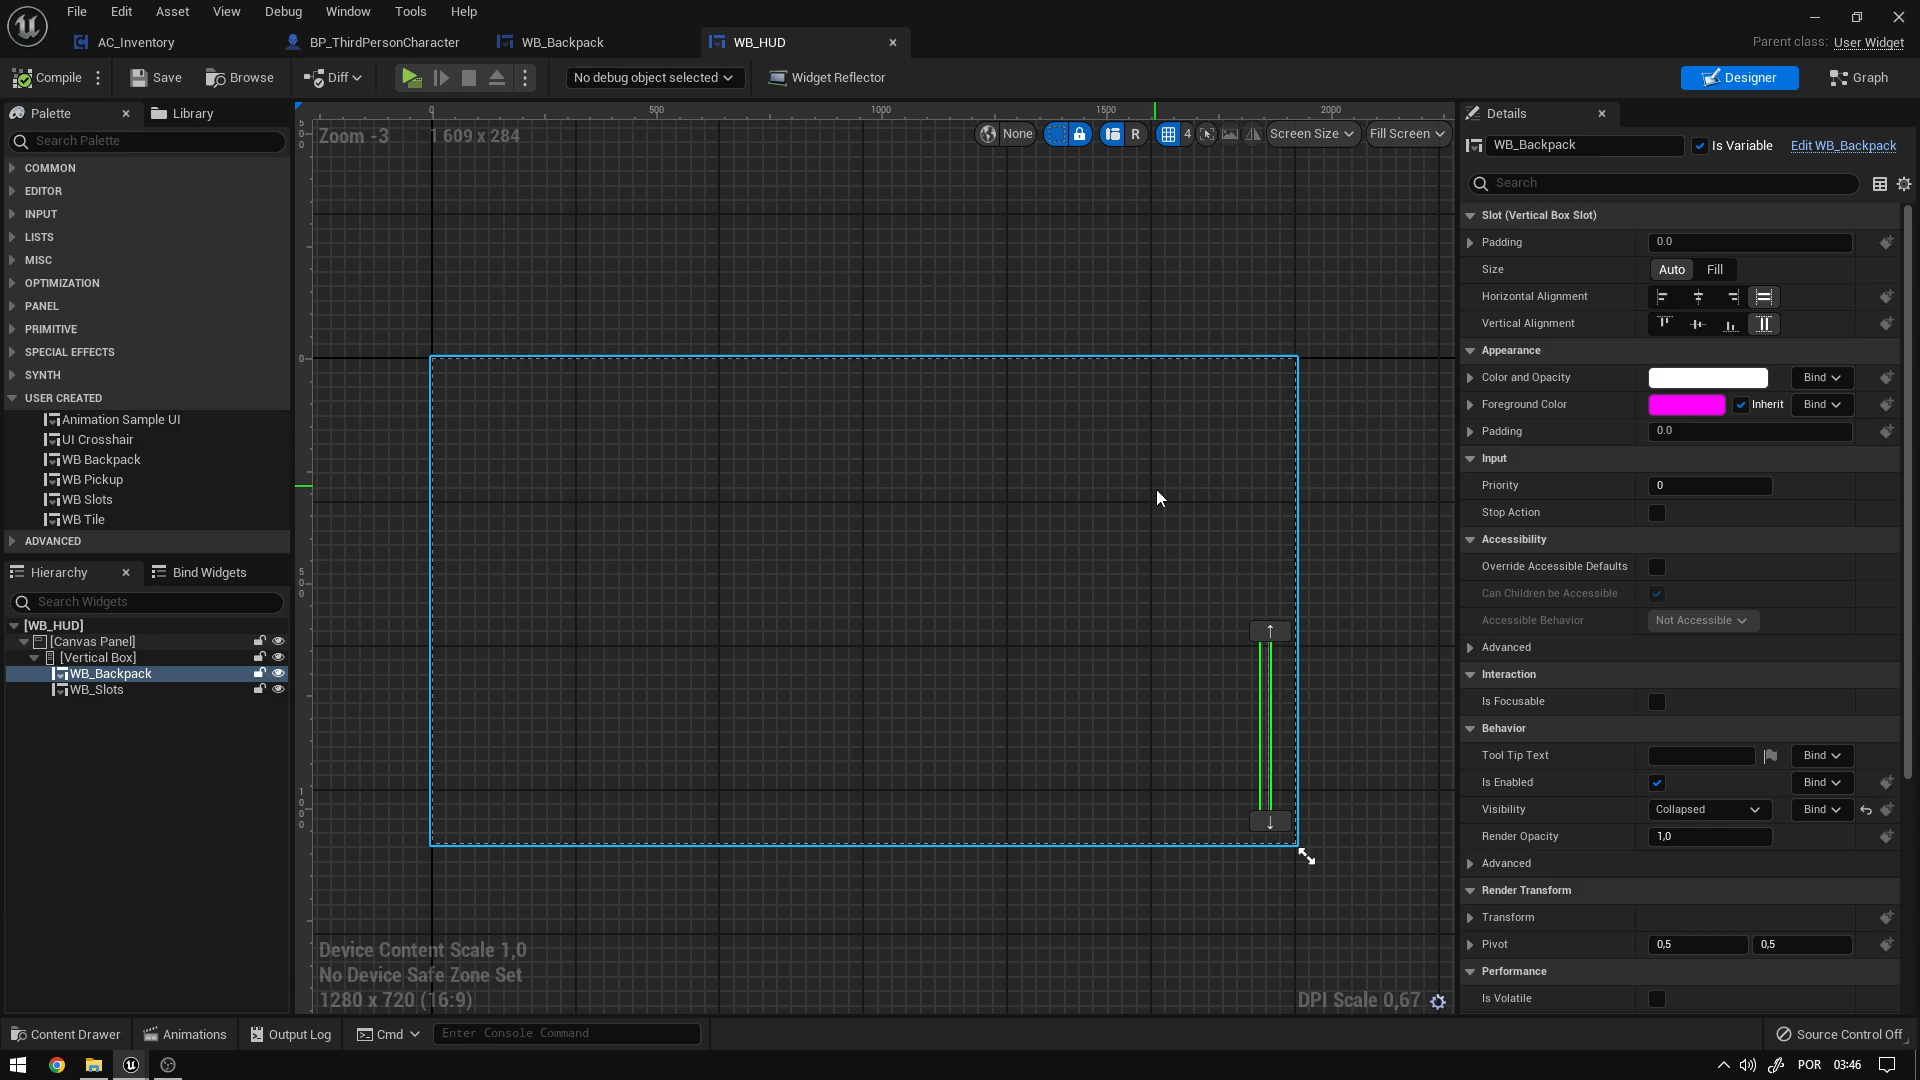 File Edit Asset View Debug Window Tools Help
AC_Inventory BP_ThirdPersonCharacter WB_Backpack WB_HUD
Parent class: User Widget
Compile Save Browse Diff No debug object selected Widget Reflector Designer Graph
Palette Library
Search Palette
COMMON
EDITOR
INPUT
LISTS
MISC
OPTIMIZATION
PANEL
PRIMITIVE
SPECIAL EFFECTS
SYNTH
USER CREATED
Animation Sample UI
UI Crosshair
WB Backpack
WB Pickup
WB Slots
WB Tile
ADVANCED
Hierarchy Bind Widgets
Search Widgets
[WB_HUD]
[Canvas Panel]
[Vertical Box]
WB_Backpack
WB_Slots
0 500 1000 1500 2000
Zoom -3 1 609 x 284
None R 4 Screen Size Fill Screen
500
0
500
1000
Device Content Scale 1,0
No Device Safe Zone Set
1280 x 720 (16:9)
DPI Scale 0,67
Details
WB_Backpack Is Variable Edit WB_Backpack
Search
Slot (Vertical Box Slot)
Padding 0.0
Size Auto Fill
Horizontal Alignment
Vertical Alignment
Appearance
Color and Opacity Bind
Foreground Color Inherit Bind
Padding 0.0
Input
Priority 0
Stop Action
Accessibility
Override Accessible Defaults
Can Children be Accessible
Accessible Behavior Not Accessible
Advanced
Interaction
Is Focusable
Behavior
Tool Tip Text Bind
Is Enabled Bind
Visibility Collapsed Bind
Render Opacity 1,0
Advanced
Render Transform
Transform
Pivot 0,5 0,5
Performance
Is Volatile
Content Drawer Animations Output Log Cmd Enter Console Command Source Control Off
POR 03:46